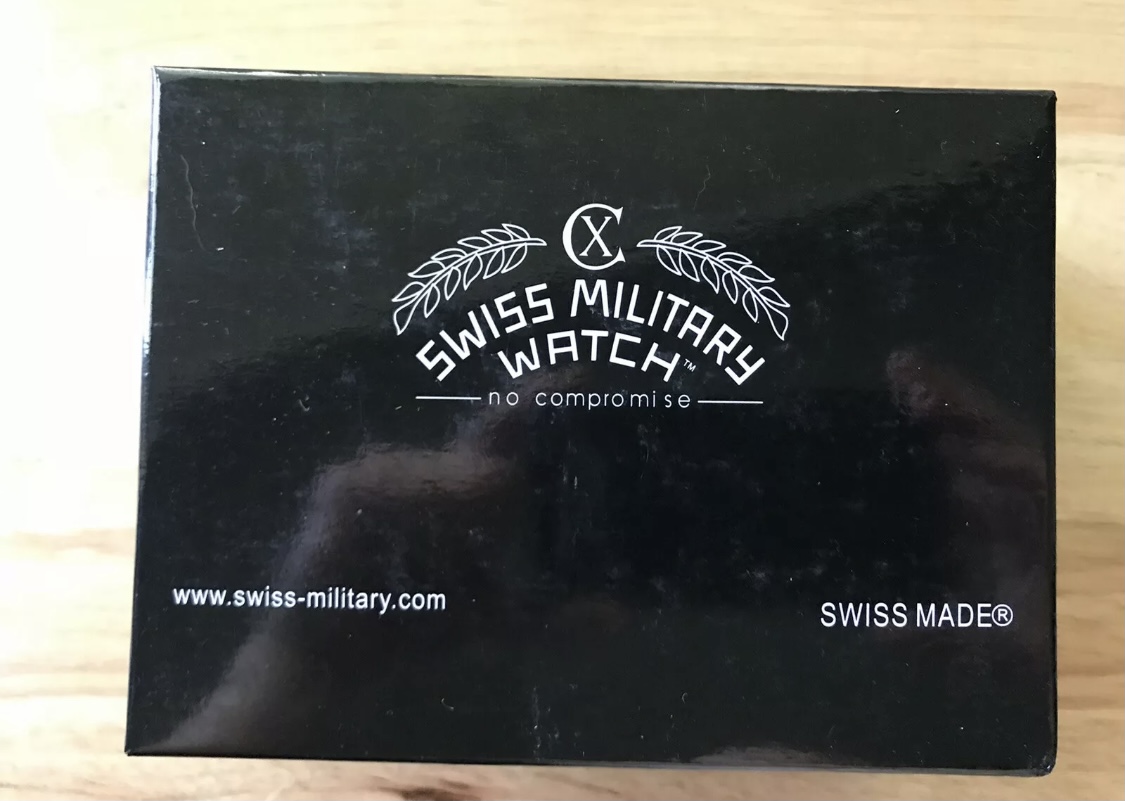 CX
SWISS MILITARY
WATCH™
no compromise
www.swiss-military.com
SWISS MADE®